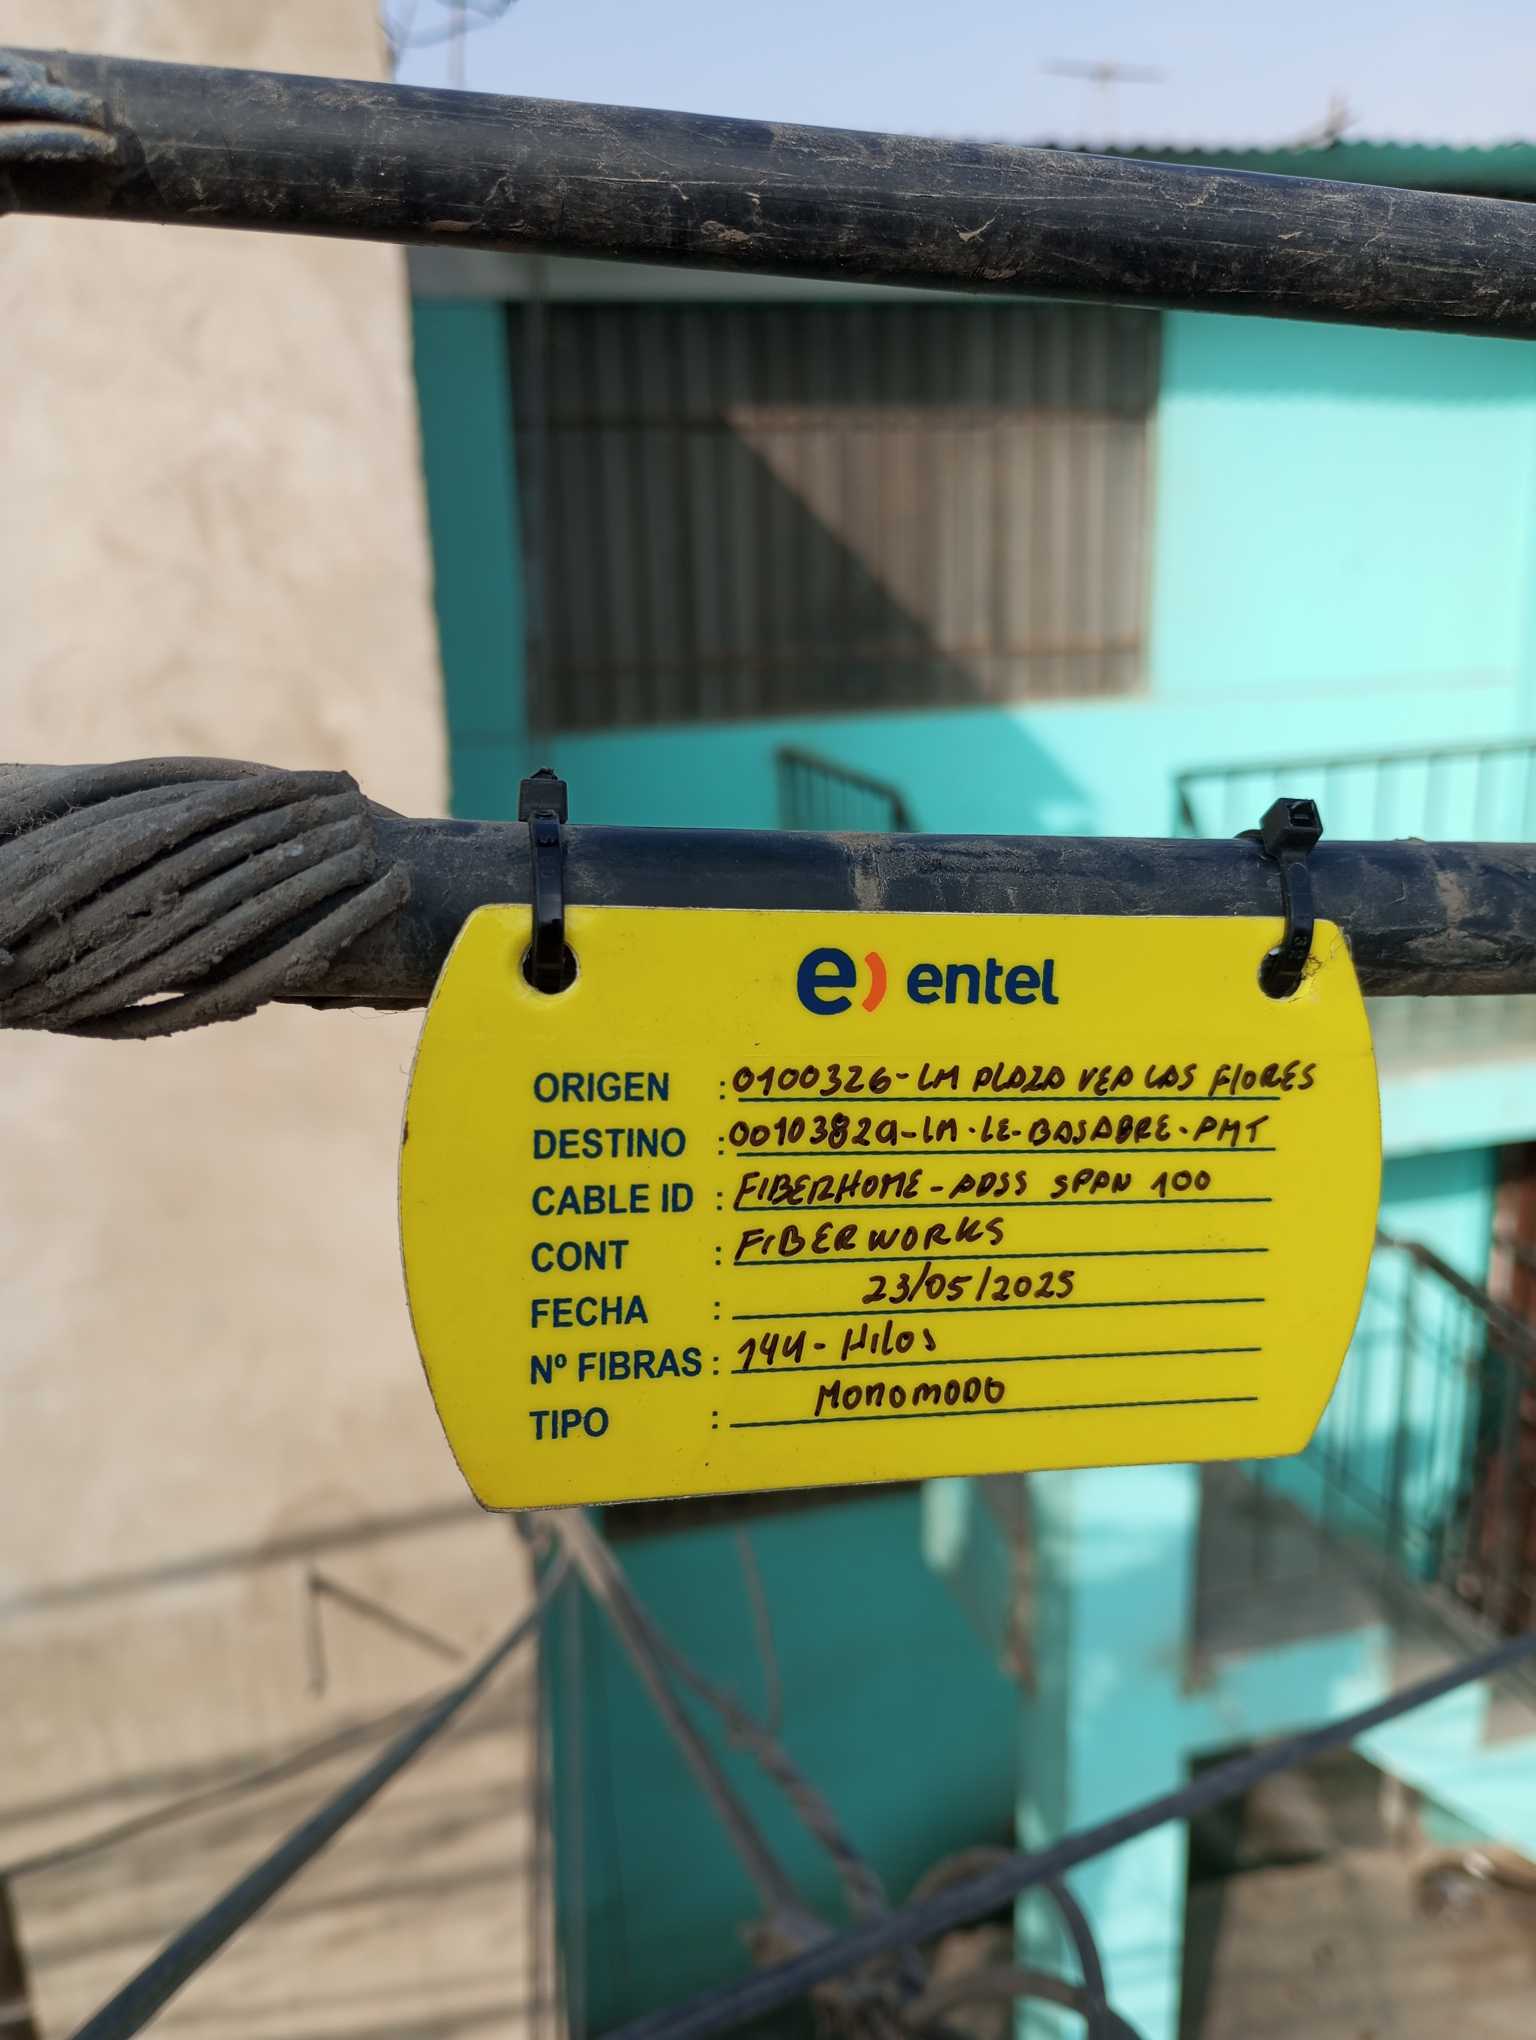 e) entel
ORIGEN : 0100326-LM PLAZA VEA LAS FLORES
DESTINO : 0010382a-LM-LE-BASADRE-PMT
CABLE ID : FIBERHOME-ADSS SPAN 100
CONT : FIBERWORKS
FECHA : 23/05/2025
Nº FIBRAS : 144-Hilos
TIPO : MONOMODO